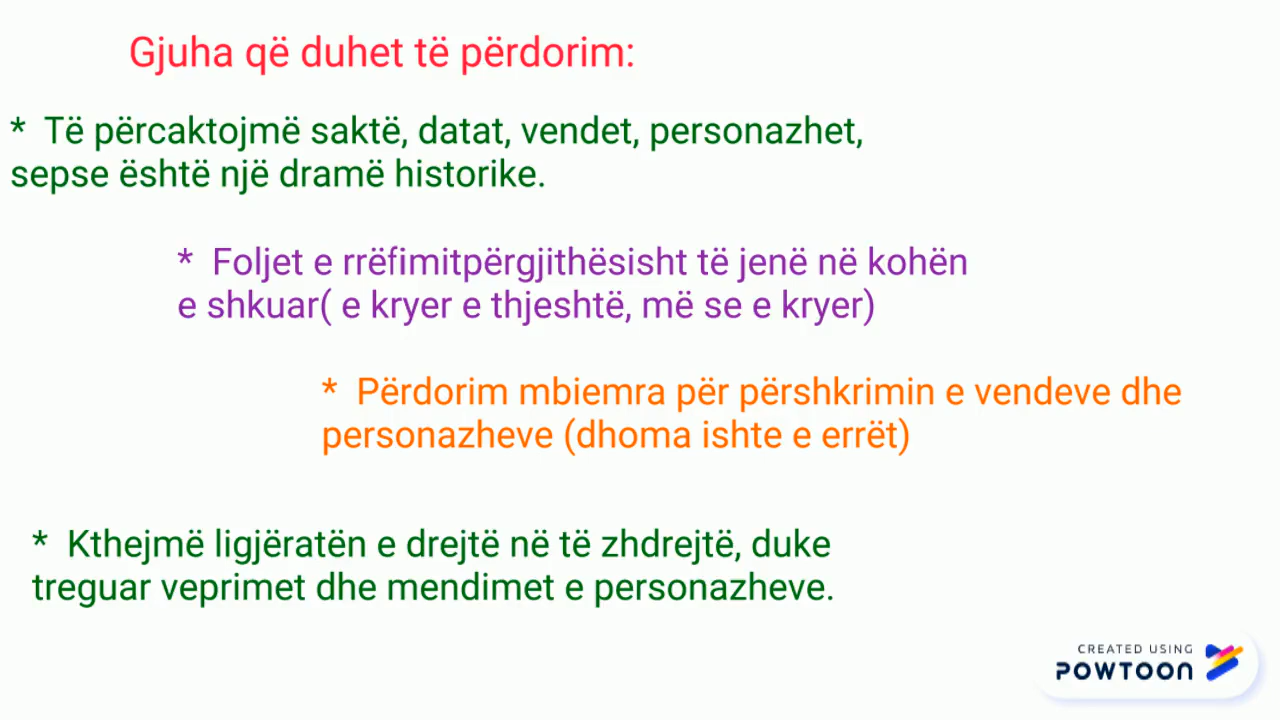 Gjuha që duhet të përdorim:
* Të përcaktojmë saktë, datat, vendet, personazhet,
sepse është një dramë historike.
* Foljet e rrëfimitpërgjithësisht të jenë në kohën
e shkuar( e kryer e thjeshtë, më se e kryer)
* Përdorim mbiemra për përshkrimin e vendeve dhe
personazheve (dhoma ishte e errët)
* Kthejmë ligjëratën e drejtë në të zhdrejtë, duke
treguar veprimet dhe mendimet e personazheve.
CREATED USING
POWTOON